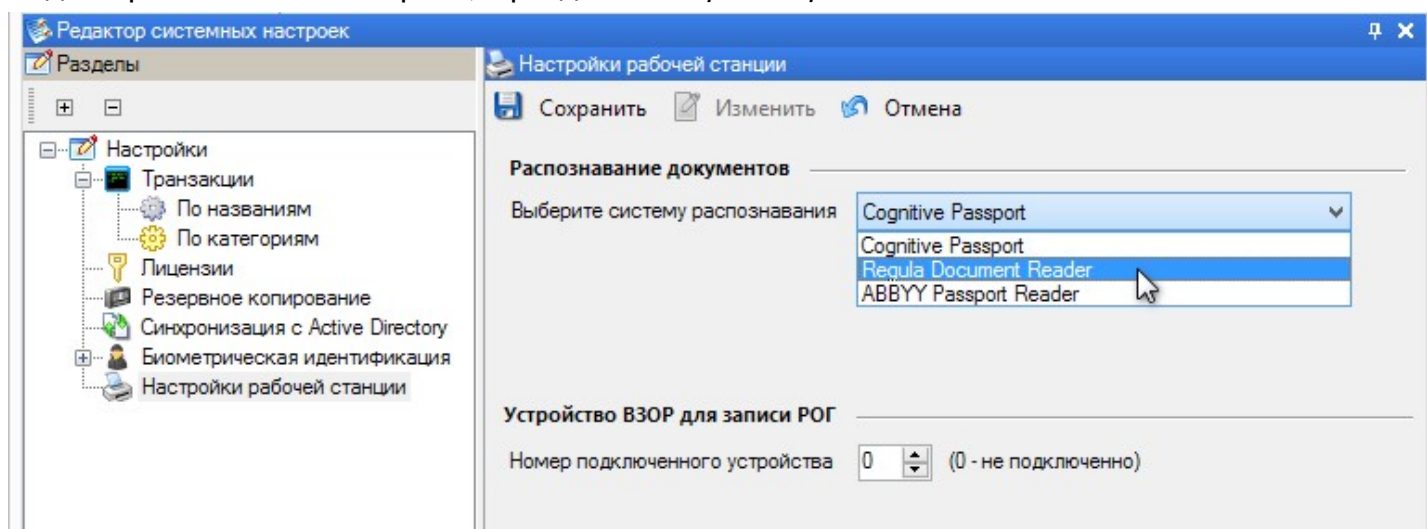 Редактор системных настроек
Разделы
Настройки
Транзакции
По названиям
По категориям
Лицензии
Резервное копирование
Синхронизация с Active Directory
Биометрическая идентификация
Настройки рабочей станции
Настройки рабочей станции
Сохранить Изменить Отмена
Распознавание документов
Выберите систему распознавания Cognitive Passport
Cognitive Passport
Regula Document Reader
ABBYY Passport Reader
Устройство ВЗОР для записи РОГ
Номер подключенного устройства 0 (0 - не подключенно)